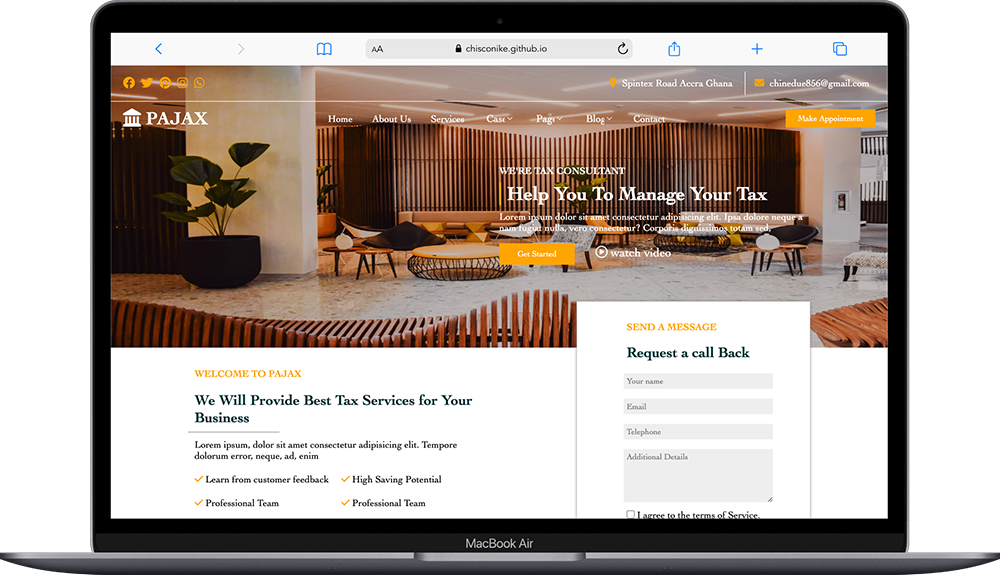 AA
chisconike.github.io
Spintex Road Accra Ghana
chinedue856@gmail.com
PAJAX
Home About Us Services Case Page Blog Contact
Make Appointment
WE'RE TAX CONSULTANT
Help You To Manage Your Tax
Lorem ipsum dolor sit amet consectetur adipisicing elit. Ipsa dolore neque a
nam fugiat nulla, vero consectetur? Corporis dignissimos totam sed.
Get Started
watch video
SEND A MESSAGE
Request a call Back
Your name
Email
Telephone
Additional Details
I agree to the terms of Service.
WELCOME TO PAJAX
We Will Provide Best Tax Services for Your
Business
Lorem ipsum, dolor sit amet consectetur adipisicing elit. Tempore
dolorum error, neque, ad, enim
Learn from customer feedback
High Saving Potential
Professional Team
Professional Team
MacBook Air